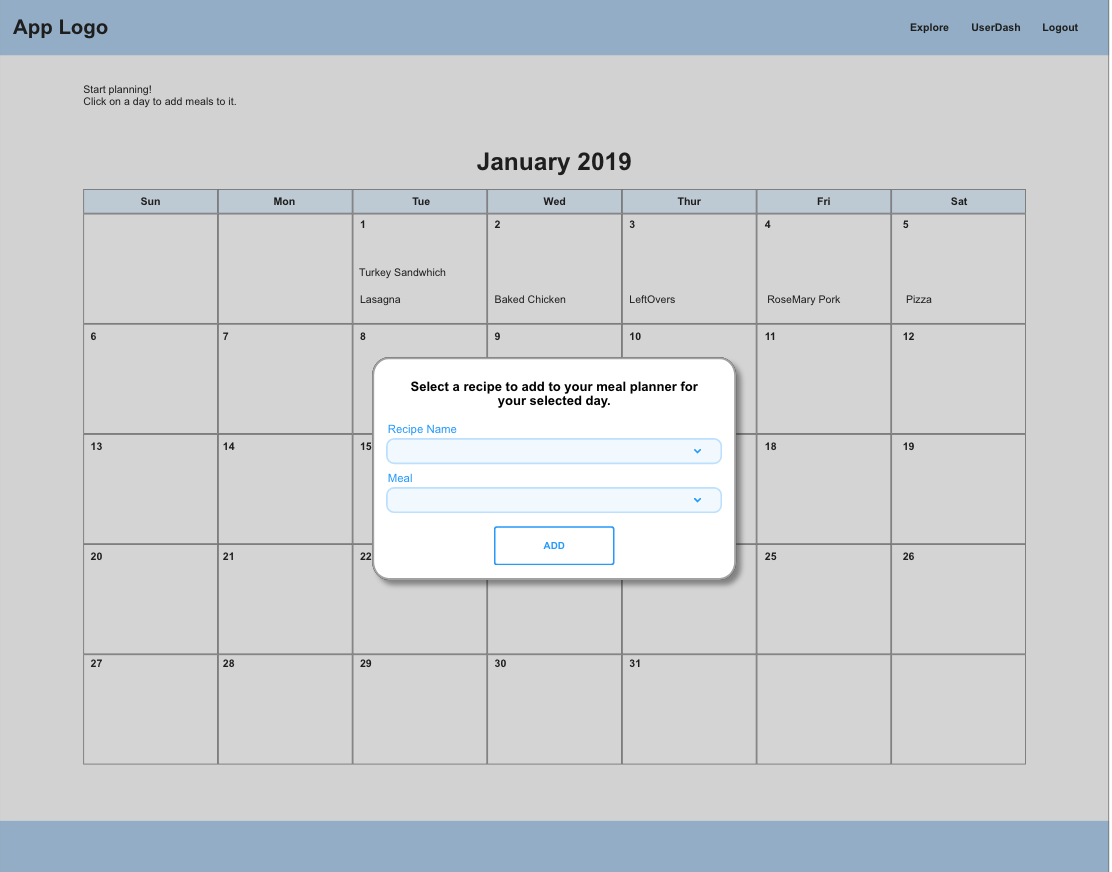 App Logo
Explore UserDash Logout
Start planning!
Click on a day to add meals to it.
January 2019
Sun Mon Tue Wed Thur Fri Sat
1 2 3 4 5
Turkey Sandwhich
Lasagna Baked Chicken LeftOvers RoseMary Pork Pizza
6 7 8 9 10 11 12
Select a recipe to add to your meal planner for
your selected day.
Recipe Name
13 14 15 18 19
Meal
ADD
20 21 22 25 26
27 28 29 30 31